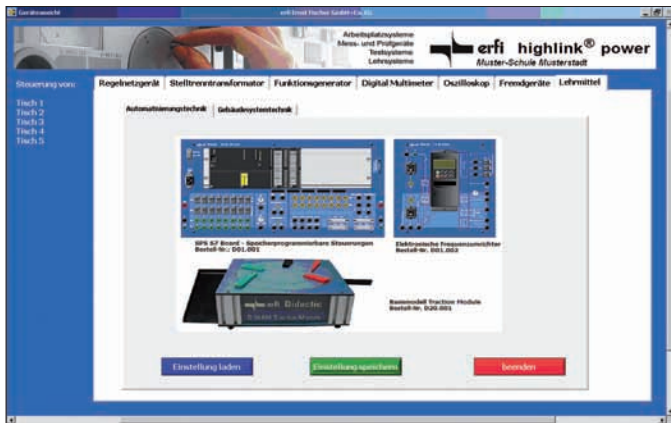 Geräteansicht
erfi Ernst Fischer GmbH+Co.KG
Arbeitsplatzsysteme
Mess- und Prüfgeräte
Testsysteme
Lehrsysteme
erfi highlink® power
Muster-Schule Musterstadt
Steuerung von:
Tisch 1
Tisch 2
Tisch 3
Tisch 4
Tisch 5
Regelnetzgerät Stelltrenntransformator Funktionsgenerator Digital Multimeter Oszilloskop Fremdgeräte Lehrmittel
Automatisierungstechnik Gebäudesystemtechnik
SPS S7 Board - Speicherprogrammierbare Steuerungen
Bestell-Nr.: D01.001
Elektronische Frequenzumrichter
Bestell-Nr. D01.003
erfi Didactic
Basismodell Traction Module
Bestell-Nr. D20.001
Einstellung laden
Einstellung speichern
beenden